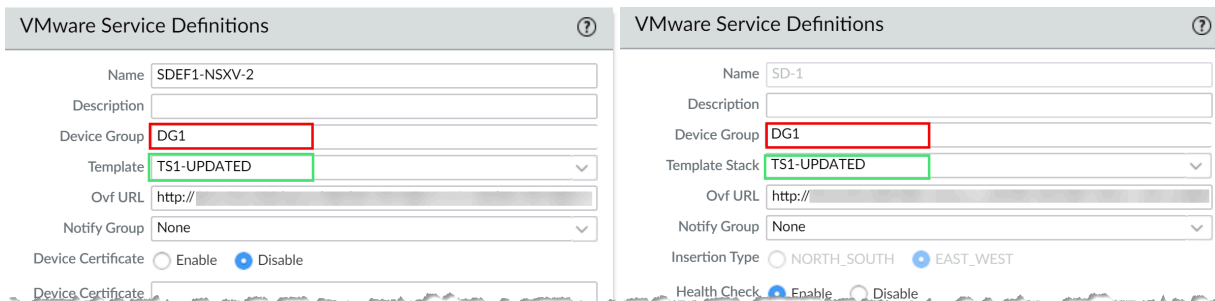 VMware Service Definitions
Name SDEF1-NSXV-2
Description
Device Group DG1
Template TS1-UPDATED
Ovf URL http://
Notify Group None
Device Certificate Enable Disable
Device Certificate
VMware Service Definitions
Name SD-1
Description
Device Group DG1
Template Stack TS1-UPDATED
Ovf URL http://
Notify Group None
Insertion Type NORTH_SOUTH EAST_WEST
Health Check Enable Disable